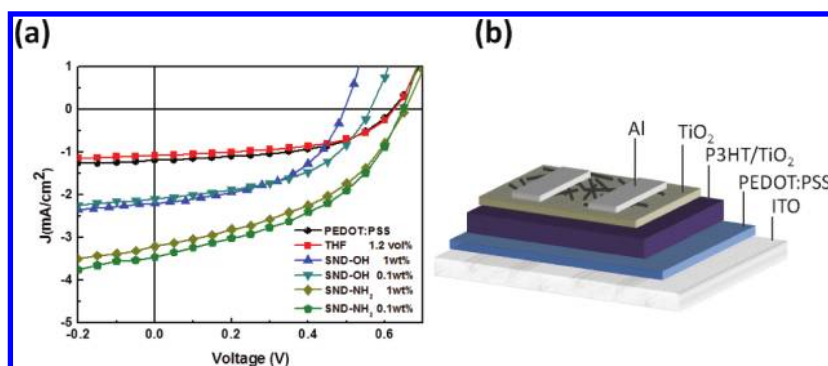 (a)
1
0
-1
-2
-3
-4
-5
J(mA/cm²)
PEDOT:PSS
THF 1.2 vol%
SND-OH 1wt%
SND-OH 0.1wt%
SND-NH₂ 1wt%
SND-NH₂ 0.1wt%
-0.2 0.0 0.2 0.4 0.6
Voltage (V)
(b)
Al
TiO₂
P3HT/TiO₂
PEDOT:PSS
ITO